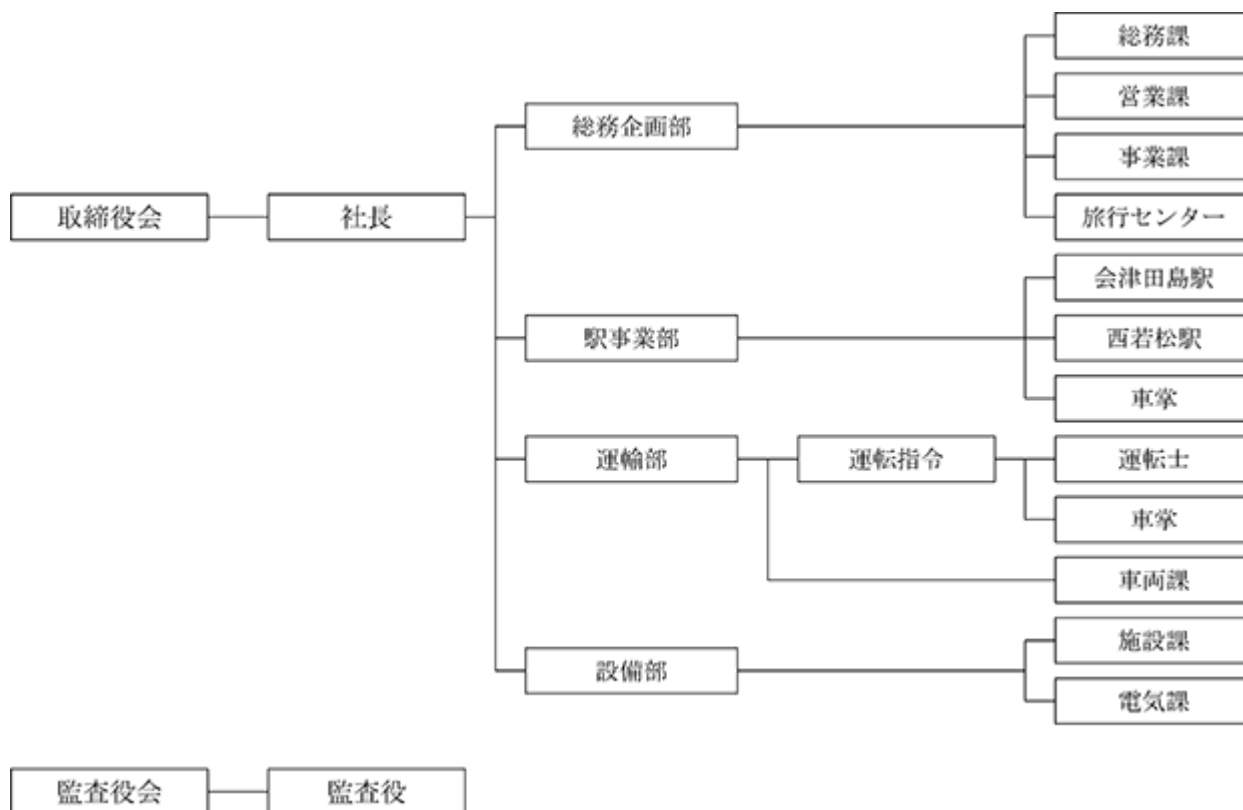 取締役会
社長
総務企画部
総務課
営業課
事業課
旅行センター
駅事業部
会津田島駅
西若松駅
車掌
運輸部
運転指令
運転士
車掌
車両課
設備部
施設課
電気課
監査役会
監査役